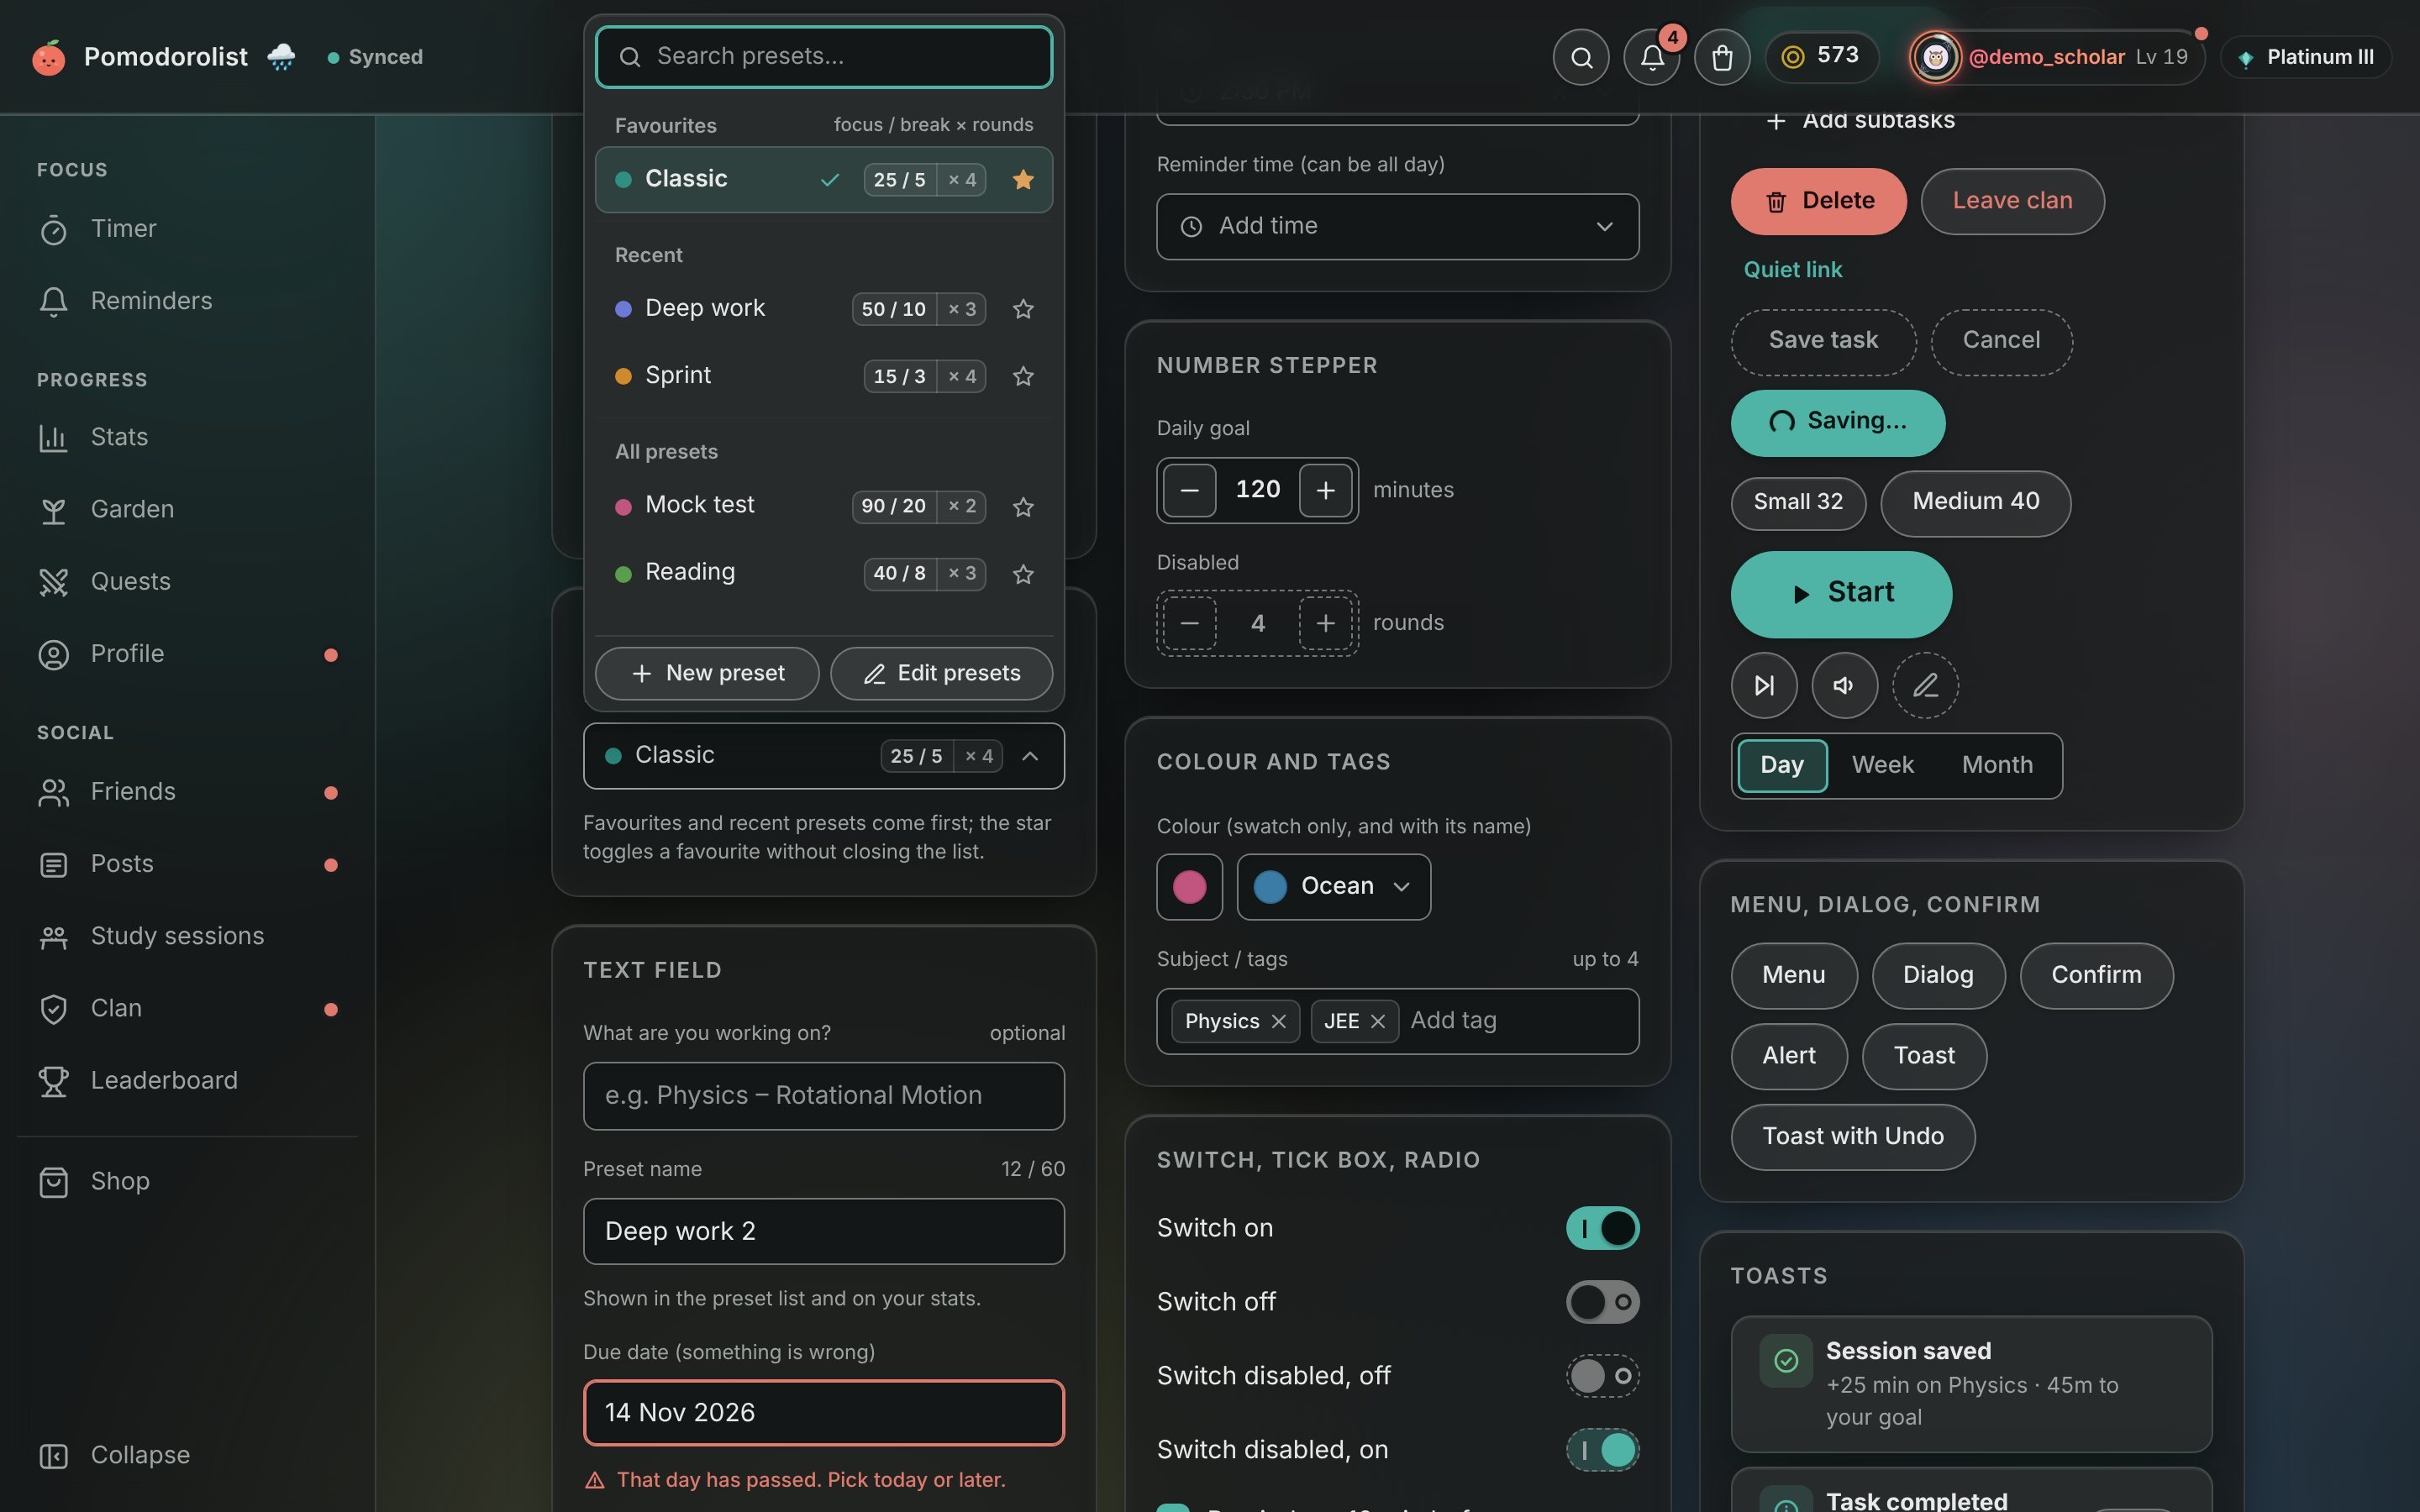 Pomodorolist
Synced
4
573
@demo_scholar Lv 19
Platinum III
FOCUS
Timer
Reminders
PROGRESS
Stats
Garden
Quests
Profile
SOCIAL
Friends
Posts
Study sessions
Clan
Leaderboard
Shop
Collapse
Search presets...
Favourites focus / break × rounds
Classic 25 / 5 × 4
Recent
Deep work 50 / 10 × 3
Sprint 15 / 3 × 4
All presets
Mock test 90 / 20 × 2
Reading 40 / 8 × 3
New preset Edit presets
Classic 25 / 5 × 4
Favourites and recent presets come first; the star
toggles a favourite without closing the list.
TEXT FIELD
What are you working on? optional
e.g. Physics – Rotational Motion
Preset name 12 / 60
Deep work 2
Shown in the preset list and on your stats.
Due date (something is wrong)
14 Nov 2026
That day has passed. Pick today or later.
Reminder time (can be all day)
Add time
NUMBER STEPPER
Daily goal
120 minutes
Disabled
4 rounds
COLOUR AND TAGS
Colour (swatch only, and with its name)
Ocean
Subject / tags up to 4
Physics JEE Add tag
SWITCH, TICK BOX, RADIO
Switch on
Switch off
Switch disabled, off
Switch disabled, on
Add subtasks
Delete Leave clan
Quiet link
Save task Cancel
Saving...
Small 32 Medium 40
Start
Day Week Month
MENU, DIALOG, CONFIRM
Menu Dialog Confirm
Alert Toast
Toast with Undo
TOASTS
Session saved
+25 min on Physics · 45m to
your goal
Task completed